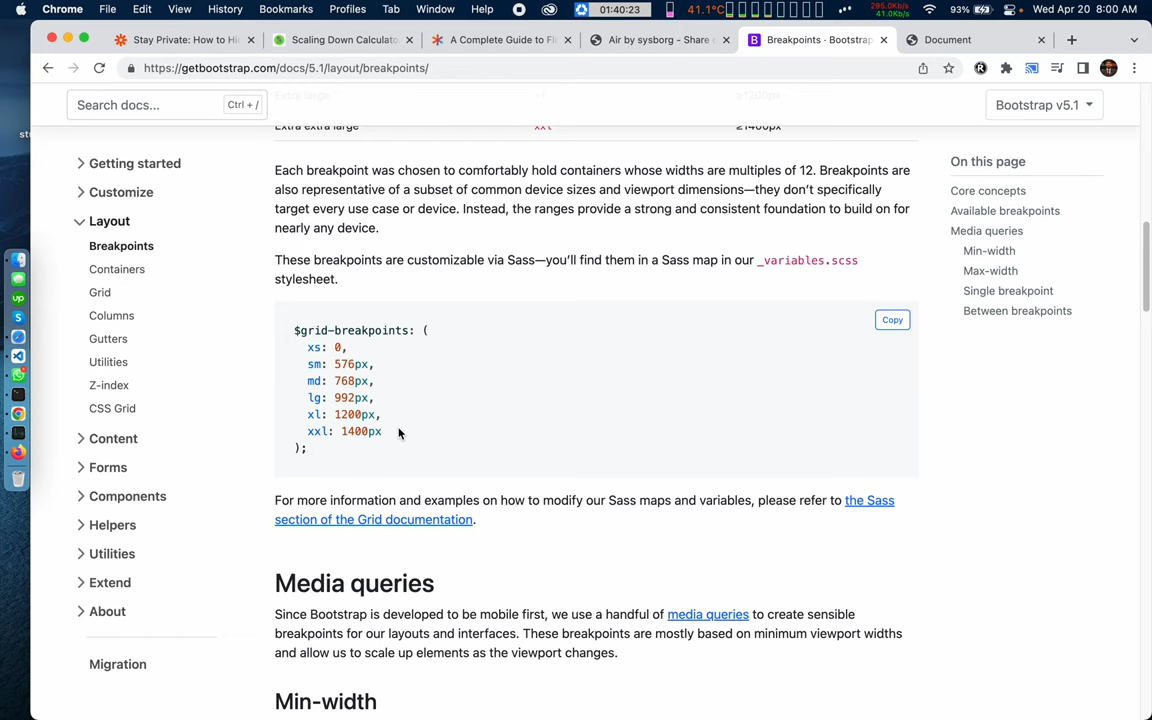 Chrome File Edit View History Bookmarks Profiles Tab Window Help 01:40:23 41.1°C 295.0Kb/s 41.0Kb/s 93% Wed Apr 20 8:00 AM
Stay Private: How to Hi
Scaling Down Calculato
A Complete Guide to Fl
Air by sysborg - Share
Breakpoints · Bootstrap
Document
https://getbootstrap.com/docs/5.1/layout/breakpoints/
Search docs... Ctrl + /
Bootstrap v5.1
Extra large xl ≥1200px
Extra extra large xxl ≥1400px
Getting started
Customize
Layout
Breakpoints
Containers
Grid
Columns
Gutters
Utilities
Z-index
CSS Grid
Content
Forms
Components
Helpers
Utilities
Extend
About
Migration
Each breakpoint was chosen to comfortably hold containers whose widths are multiples of 12. Breakpoints are
also representative of a subset of common device sizes and viewport dimensions—they don't specifically
target every use case or device. Instead, the ranges provide a strong and consistent foundation to build on for
nearly any device.
These breakpoints are customizable via Sass—you'll find them in a Sass map in our _variables.scss
stylesheet.
Copy
$grid-breakpoints: (
xs: 0,
sm: 576px,
md: 768px,
lg: 992px,
xl: 1200px,
xxl: 1400px
);
For more information and examples on how to modify our Sass maps and variables, please refer to the Sass
section of the Grid documentation.
Media queries
Since Bootstrap is developed to be mobile first, we use a handful of media queries to create sensible
breakpoints for our layouts and interfaces. These breakpoints are mostly based on minimum viewport widths
and allow us to scale up elements as the viewport changes.
Min-width
On this page
Core concepts
Available breakpoints
Media queries
Min-width
Max-width
Single breakpoint
Between breakpoints